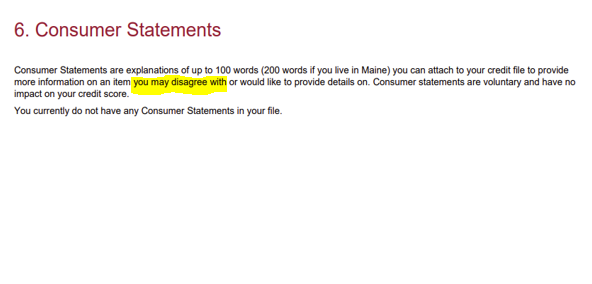 6. Consumer Statements
Consumer Statements are explanations of up to 100 words (200 words if you live in Maine) you can attach to your credit file to provide
more information on an item you may disagree with or would like to provide details on. Consumer statements are voluntary and have no
impact on your credit score.
You currently do not have any Consumer Statements in your file.